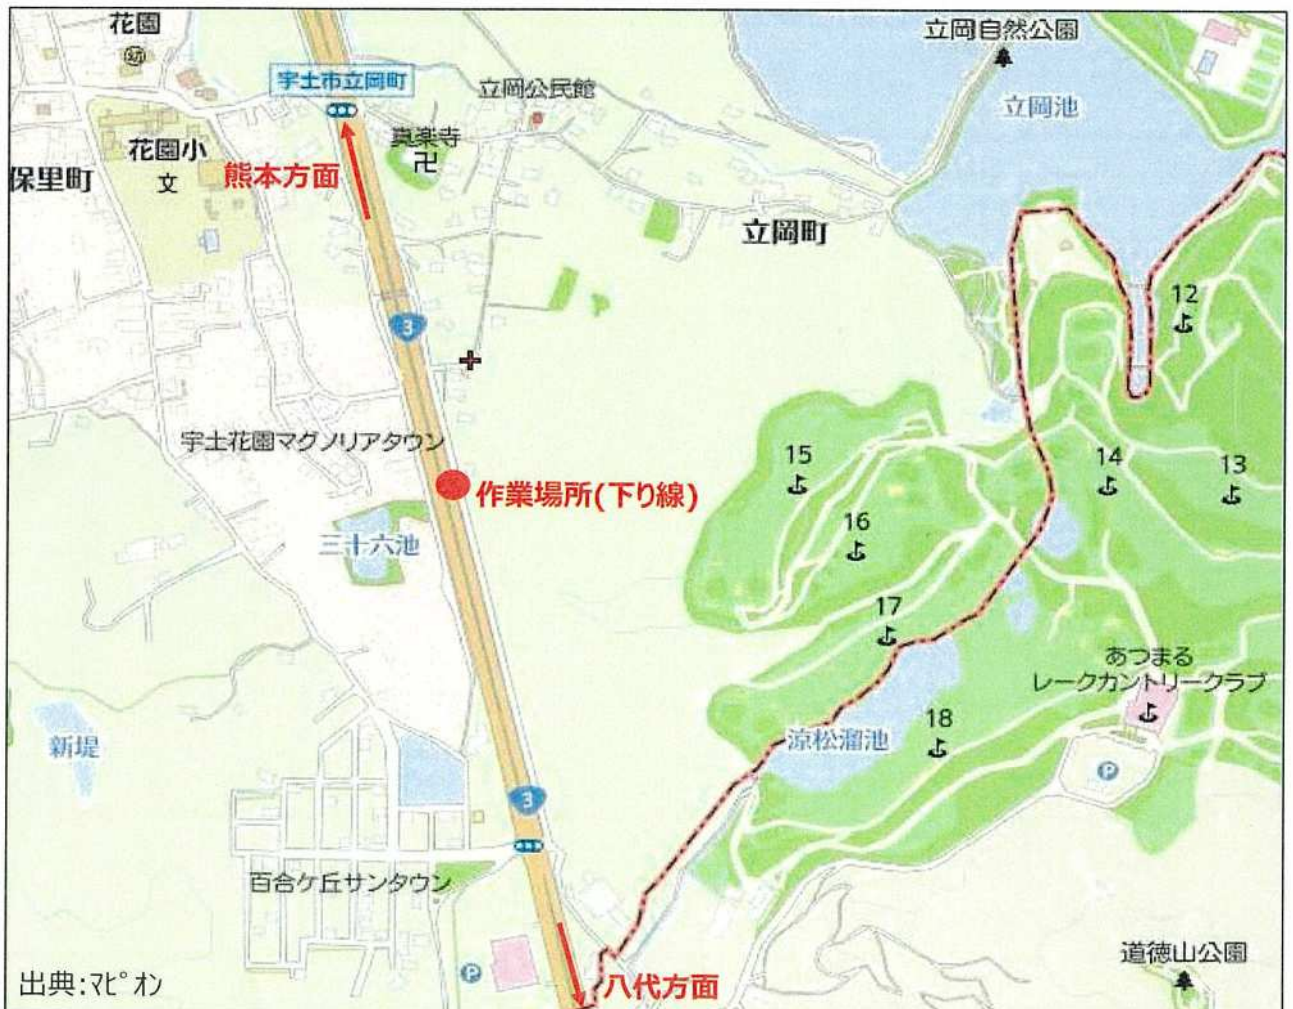 花園
幼
宇土市立岡町
立岡自然公園
立岡公民館
立岡池
真楽寺
卍
花園小
文
熊本方面
保里町
立岡町
12
3
宇土花園マグノリアタウン
15
14
13
作業場所(下り線)
16
三十六池
17
あつまる
レークカントリークラブ
18
涼松溜池
新堤
P
3
百合ケ丘サンタウン
道徳山公園
P
八代方面
出典:マピオン